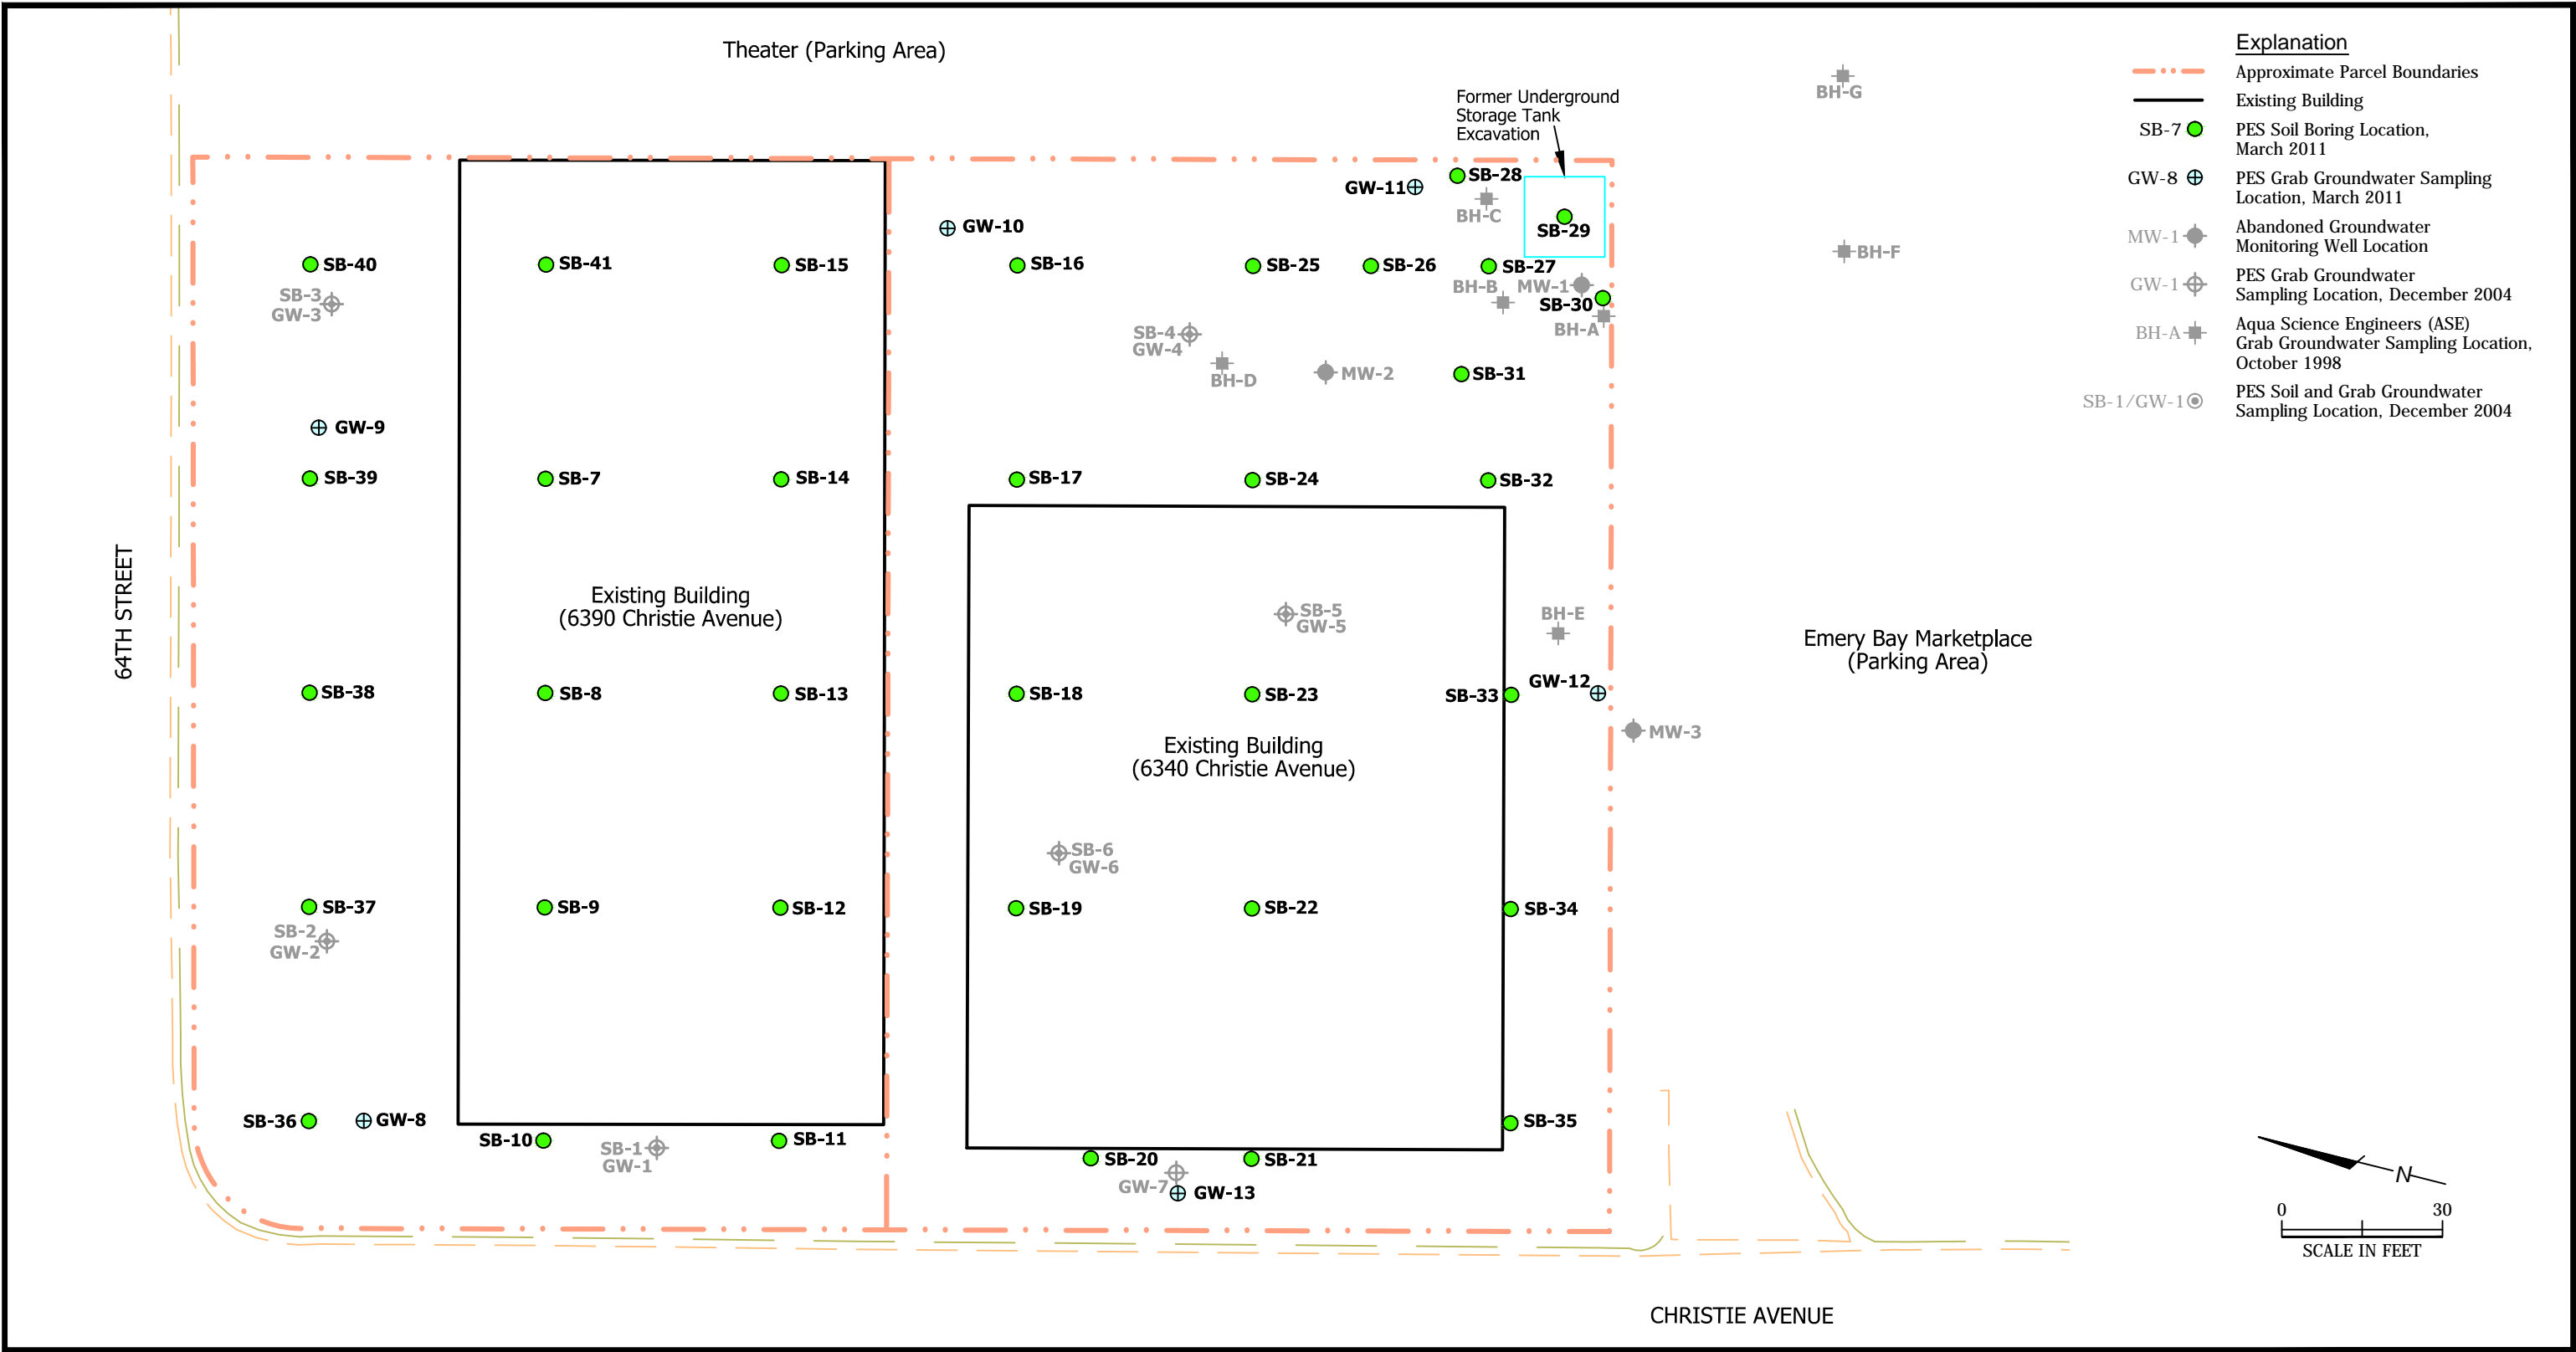 Theater (Parking Area)
Explanation
Approximate Parcel Boundaries
Existing Building
SB-7
PES Soil Boring Location,
March 2011
GW-8
PES Grab Groundwater Sampling
Location, March 2011
MW-1
Abandoned Groundwater
Monitoring Well Location
GW-1
PES Grab Groundwater
Sampling Location, December 2004
BH-A
Aqua Science Engineers (ASE)
Grab Groundwater Sampling Location,
October 1998
SB-1/GW-1
PES Soil and Grab Groundwater
Sampling Location, December 2004
BH-G
Former Underground
Storage Tank
Excavation
SB-28
GW-11
BH-C
GW-10
SB-29
BH-F
SB-40
SB-41
SB-15
SB-16
SB-25
SB-26
SB-27
BH-B
MW-1
SB-3
GW-3
SB-30
BH-A
SB-4
GW-4
BH-D
MW-2
SB-31
GW-9
SB-39
SB-7
SB-14
SB-17
SB-24
SB-32
64TH STREET
Existing Building
(6390 Christie Avenue)
SB-5
GW-5
BH-E
Emery Bay Marketplace
(Parking Area)
GW-12
SB-38
SB-8
SB-13
SB-18
SB-23
SB-33
MW-3
Existing Building
(6340 Christie Avenue)
SB-6
GW-6
SB-37
SB-9
SB-12
SB-19
SB-22
SB-34
SB-2
GW-2
SB-36
GW-8
SB-10
SB-1
GW-1
SB-11
SB-35
SB-20
SB-21
GW-7
GW-13
N
0 30
SCALE IN FEET
CHRISTIE AVENUE